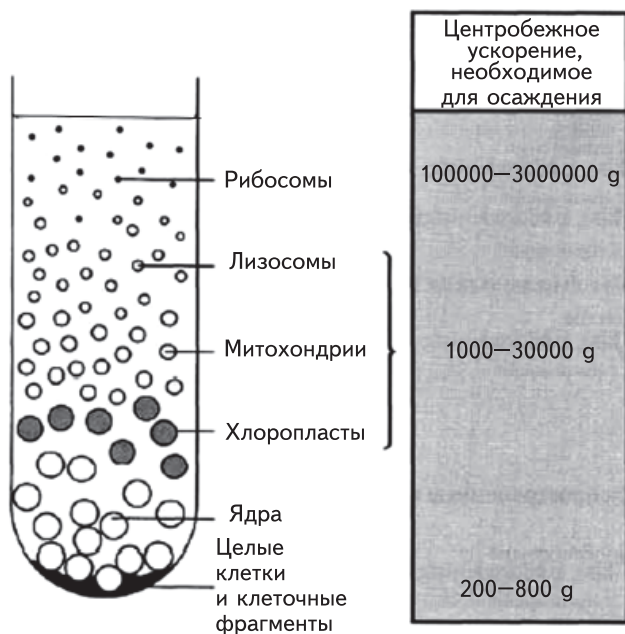 Центробежное
ускорение,
необходимое
для осаждения
Рибосомы
100000—3000000 g
Лизосомы
Митохондрии
1000—30000 g
Хлоропласты
Ядра
Целые
клетки
и клеточные
фрагменты
200—800 g